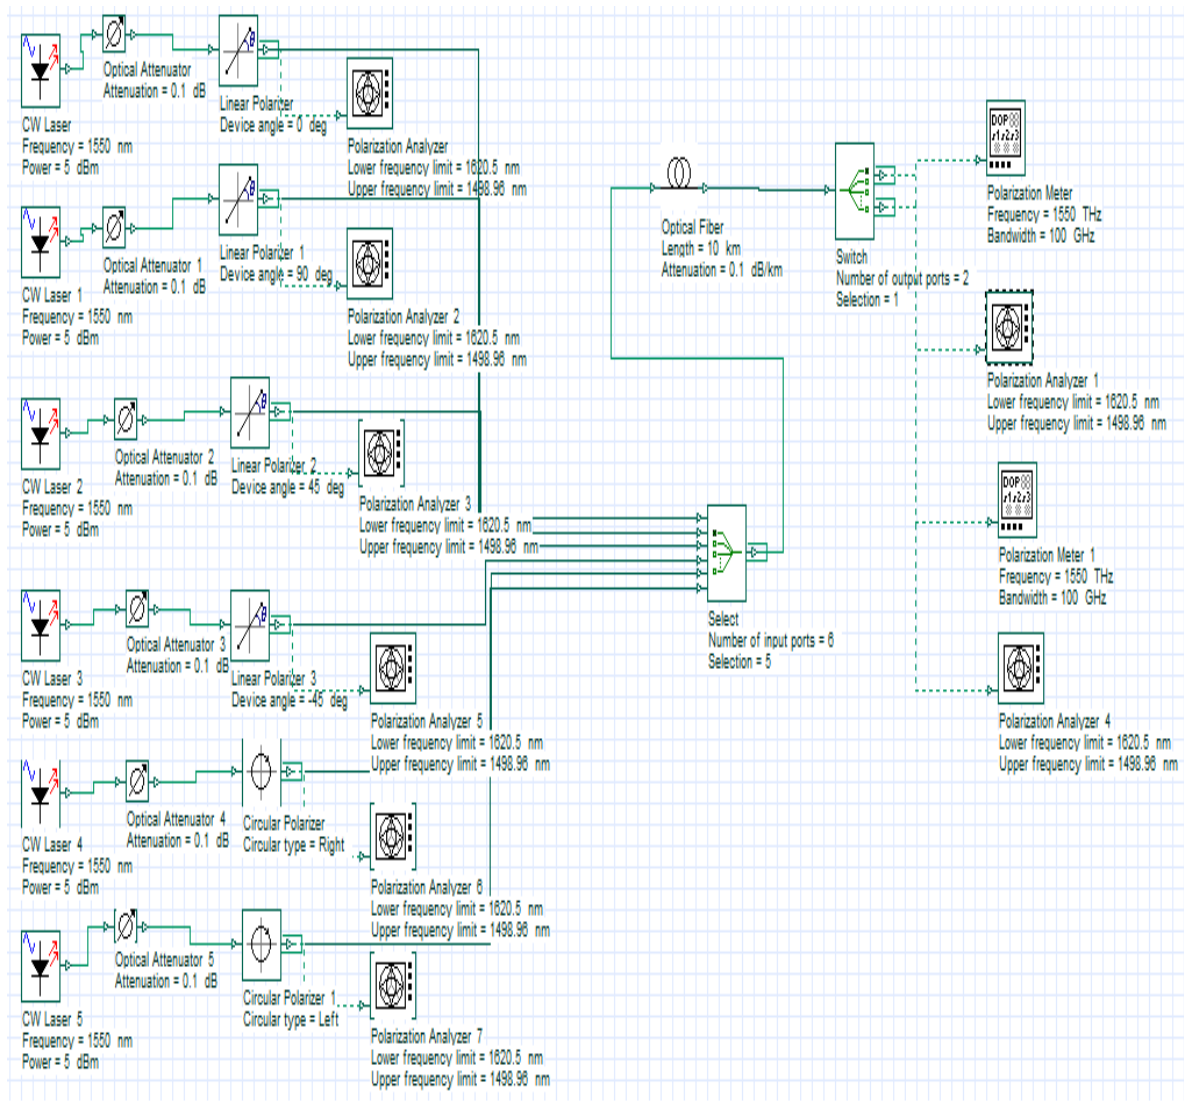 Optical Attenuator
Attenuation = 0.1 dB
CW Laser
Frequency = 1550 nm
Power = 5 dBm
Linear Polarizer
Device angle = 0 deg
Polarization Analyzer
Lower frequency limit = 1620.5 nm
Upper frequency limit = 1498.96 nm
Optical Attenuator 1
Attenuation = 0.1 dB
CW Laser 1
Frequency = 1550 nm
Power = 5 dBm
Linear Polarizer 1
Device angle = 90 deg
Polarization Analyzer 2
Lower frequency limit = 1620.5 nm
Upper frequency limit = 1498.96 nm
Optical Attenuator 2
Attenuation = 0.1 dB
CW Laser 2
Frequency = 1550 nm
Power = 5 dBm
Linear Polarizer 2
Device angle = 45 deg
Polarization Analyzer 3
Lower frequency limit = 1620.5 nm
Upper frequency limit = 1498.96 nm
Optical Attenuator 3
Attenuation = 0.1 dB
CW Laser 3
Frequency = 1550 nm
Power = 5 dBm
Linear Polarizer 3
Device angle = -45 deg
Polarization Analyzer 5
Lower frequency limit = 1620.5 nm
Upper frequency limit = 1498.96 nm
Optical Attenuator 4
Attenuation = 0.1 dB
CW Laser 4
Frequency = 1550 nm
Power = 5 dBm
Circular Polarizer
Circular type = Right
Polarization Analyzer 6
Lower frequency limit = 1620.5 nm
Upper frequency limit = 1498.96 nm
Optical Attenuator 5
Attenuation = 0.1 dB
CW Laser 5
Frequency = 1550 nm
Power = 5 dBm
Circular Polarizer 1
Circular type = Left
Polarization Analyzer 7
Lower frequency limit = 1620.5 nm
Upper frequency limit = 1498.96 nm
Select
Number of input ports = 6
Selection = 5
Optical Fiber
Length = 10 km
Attenuation = 0.1 dB/km
Switch
Number of output ports = 2
Selection = 1
DOP
s1s2s3
Polarization Meter
Frequency = 1550 THz
Bandwidth = 100 GHz
Polarization Analyzer 1
Lower frequency limit = 1620.5 nm
Upper frequency limit = 1498.96 nm
DOP
s1s2s3
Polarization Meter 1
Frequency = 1550 THz
Bandwidth = 100 GHz
Polarization Analyzer 4
Lower frequency limit = 1620.5 nm
Upper frequency limit = 1498.96 nm